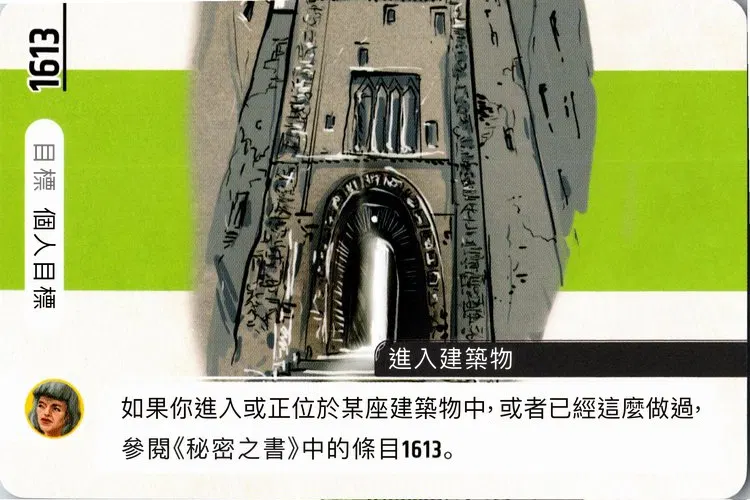 1613
目標 個人目標
進入建築物
如果你進入或正位於某座建築物中,或者已經這麼做過,
參閱《秘密之書》中的條目1613。